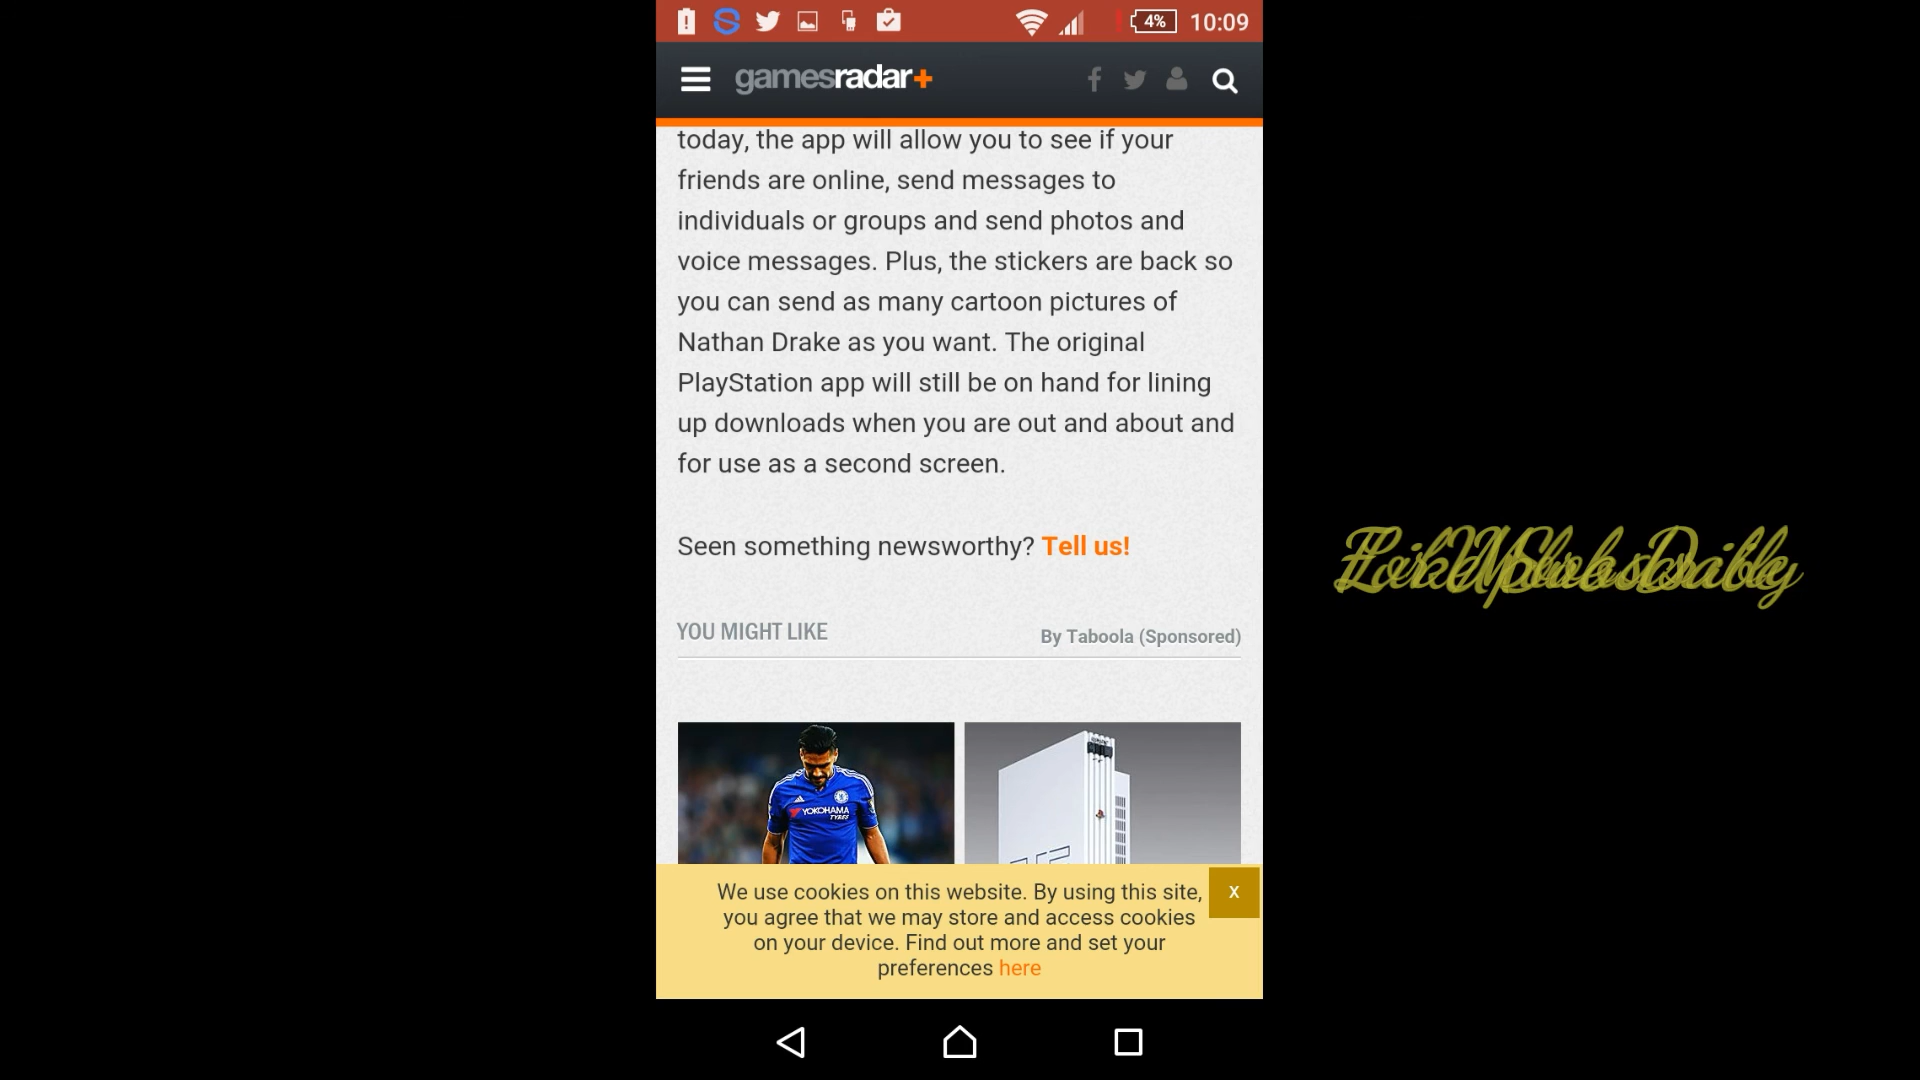 4% 10:09
gamesradar+
today, the app will allow you to see if your
friends are online, send messages to
individuals or groups and send photos and
voice messages. Plus, the stickers are back so
you can send as many cartoon pictures of
Nathan Drake as you want. The original
PlayStation app will still be on hand for lining
up downloads when you are out and about and
for use as a second screen.
Seen something newsworthy? Tell us!
YOU MIGHT LIKE By Taboola (Sponsored)
YOKOHAMA
TYRES
We use cookies on this website. By using this site,
you agree that we may store and access cookies
on your device. Find out more and set your
preferences here
X